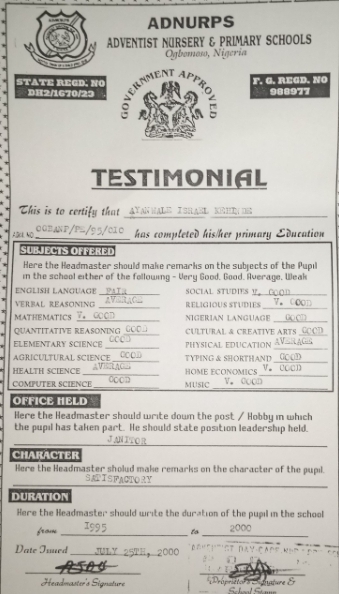 ADNURPS
ADVENTIST NURSERY & PRIMARY SCHOOLS
Ogbomoso, Nigeria
STATE REGD. NO
DH2/1670/23
GOVERNMENT APPROVED
F. G. REGD. NO
988977
TESTIMONIAL
This is to certify that AYANWALE ISRAEL KEHINDE
has completed his/her primary Education
SUBJECTS OFFERED
Here the Headmaster should make remarks on the subjects of the Pupil
in the school either of the following - Very Good. Good. Average. Weak
ENGLISH LANGUAGE FAIR
VERBAL REASONING AVERAGE
MATHEMATICS V. GOOD
QUANTITATIVE REASONING GOOD
ELEMENTARY SCIENCE GOOD
AGRICULTURAL SCIENCE GOOD
HEALTH SCIENCE AVERAGE
COMPUTER SCIENCE GOOD
SOCIAL STUDIES V. GOOD
RELIGIOUS STUDIES V. GOOD
NIGERIAN LANGUAGE GOOD
CULTURAL & CREATIVE ARTS GOOD
PHYSICAL EDUCATION AVERAGE
TYPING & SHORTHAND GOOD
HOME ECONOMICS V. GOOD
MUSIC V. GOOD
OFFICE HELD
Here the Headmaster should write down the post / Hobby in which
the pupil has taken part. He should state position leadership held.
JANITOR
CHARACTER
Here the Headmaster sholud make remarks on the character of the pupil.
SATISFACTORY
DURATION
Here the Headmaster should write the duration of the pupil in the school
from 1995 to 2000
Date Issued JULY 25TH, 2000
Headmaster's Signature
Proprietor's Signature &
School Stamp